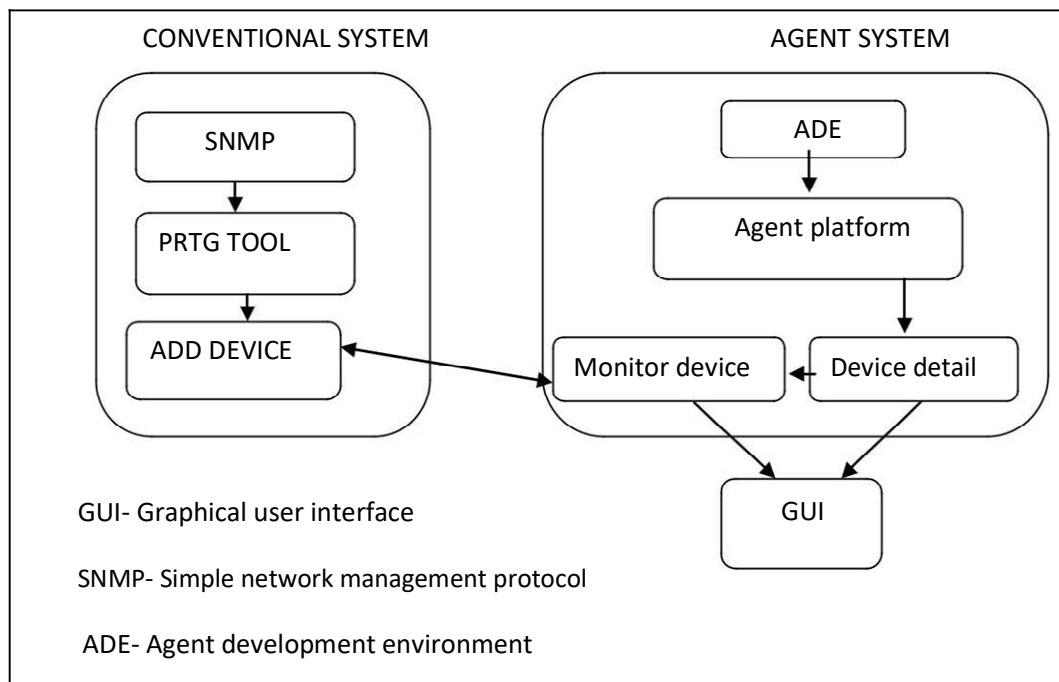 CONVENTIONAL SYSTEM
AGENT SYSTEM
SNMP
PRTG TOOL
ADD DEVICE
ADE
Agent platform
Monitor device
Device detail
GUI
GUI- Graphical user interface
SNMP- Simple network management protocol
ADE- Agent development environment